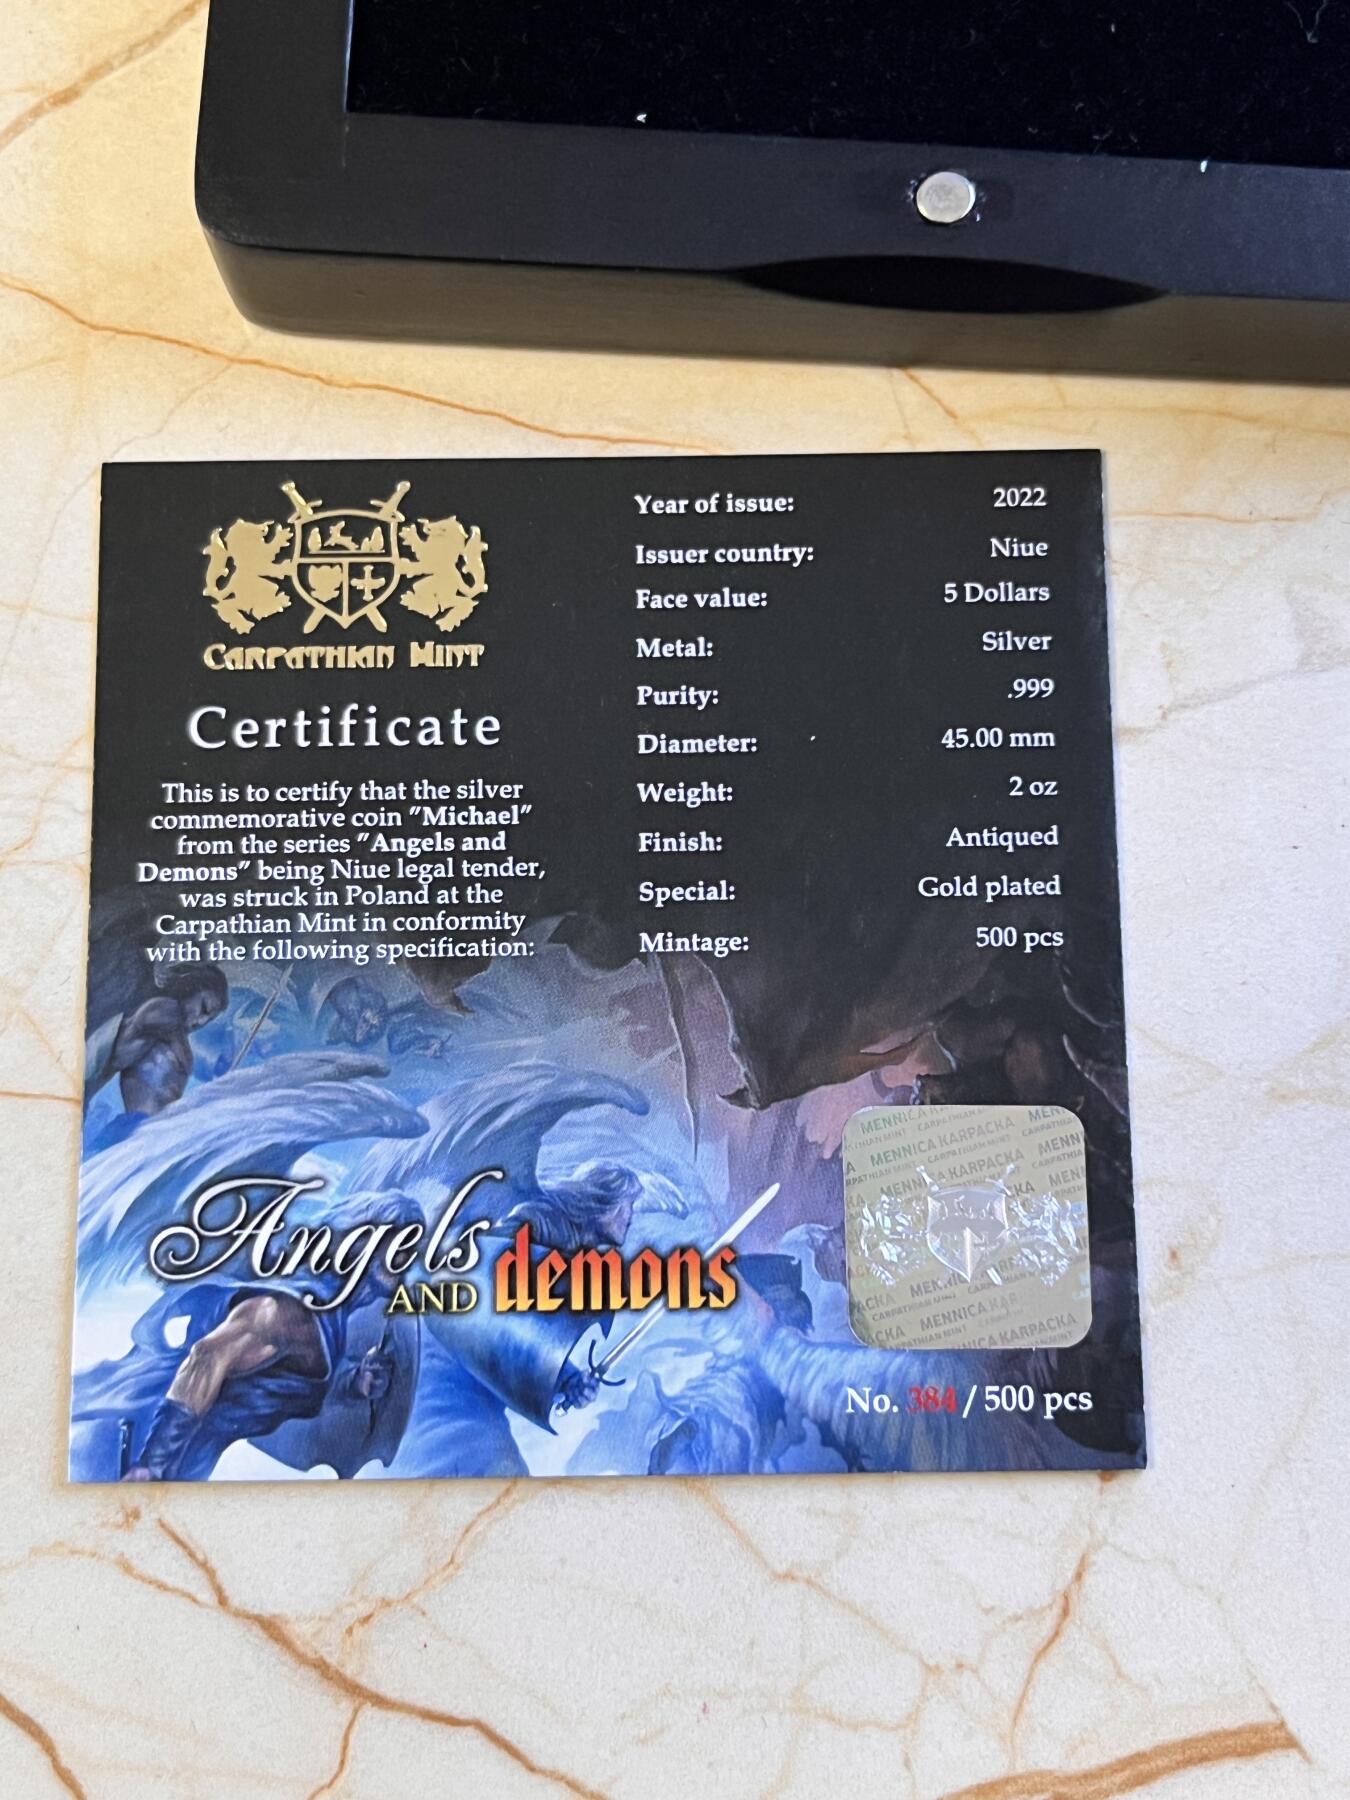 CARPATHIAN MINT
Certificate
This is to certify that the silver
commemorative coin "Michael"
from the series "Angels and
Demons" being Niue legal tender,
was struck in Poland at the
Carpathian Mint in conformity
with the following specification:
Year of issue: 2022
Issuer country: Niue
Face value: 5 Dollars
Metal: Silver
Purity: .999
Diameter: 45.00 mm
Weight: 2 oz
Finish: Antiqued
Special: Gold plated
Mintage: 500 pcs
Angels
AND demons
MENNICA KARPACKA
CARPATHIAN MINT
No. 384 / 500 pcs